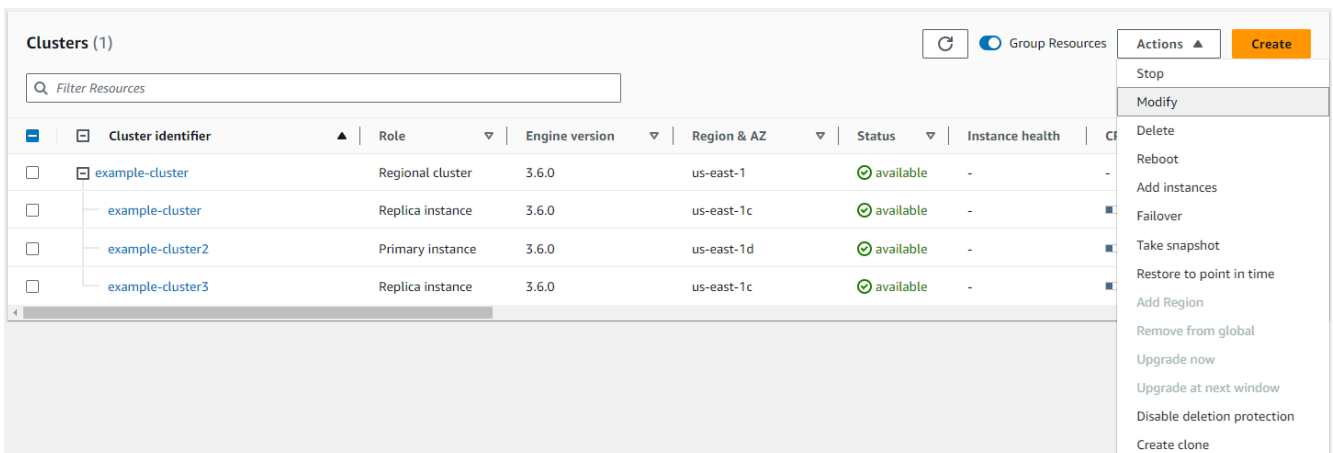 Clusters (1)
Group Resources
Actions
Create
Filter Resources
Stop
Modify
Delete
Reboot
Add instances
Failover
Take snapshot
Restore to point in time
Add Region
Remove from global
Upgrade now
Upgrade at next window
Disable deletion protection
Create clone
Cluster identifier Role Engine version Region & AZ Status Instance health
example-cluster Regional cluster 3.6.0 us-east-1 available - -
example-cluster Replica instance 3.6.0 us-east-1c available -
example-cluster2 Primary instance 3.6.0 us-east-1d available -
example-cluster3 Replica instance 3.6.0 us-east-1c available -